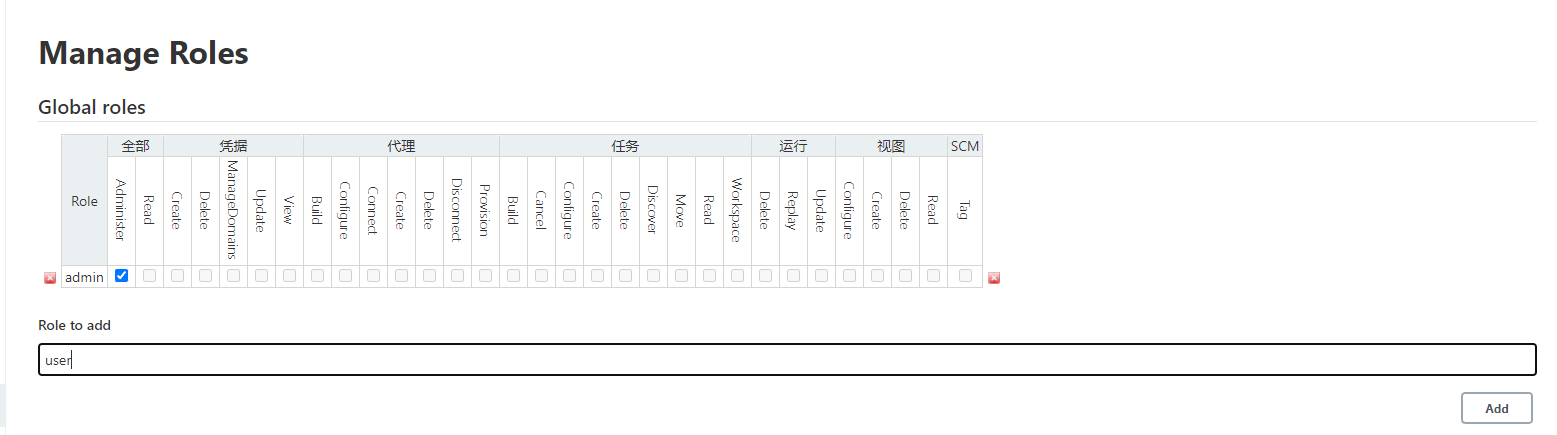 Manage Roles
Global roles
Role 全部 凭据 代理 任务 运行 视图 SCM
Administer Read Create Delete ManageDomains Update View Build Configure Connect Create Delete Disconnect Provision Build Cancel Configure Create Delete Discover Move Read Workspace Delete Replay Update Configure Create Delete Read Tag
admin
Role to add
user
Add